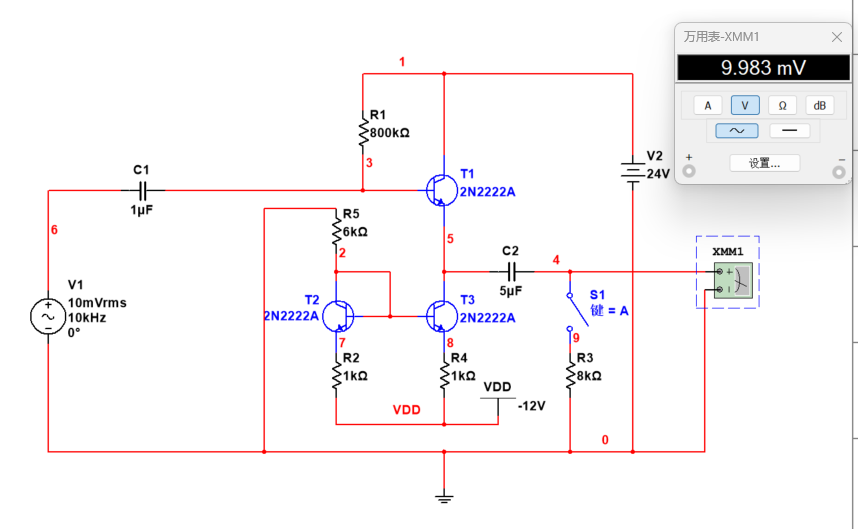 万用表-XMM1
9.983 mV
A
V
Ω
dB
+
设置...
−
1
R1
800kΩ
3
V2
24V
C1
1µF
T1
2N2222A
6
R5
6kΩ
5
2
C2
5µF
4
XMM1
V1
10mVrms
10kHz
0°
T2
2N2222A
T3
2N2222A
S1
键 = A
7
8
9
R2
1kΩ
R4
1kΩ
R3
8kΩ
VDD
-12V
VDD
0